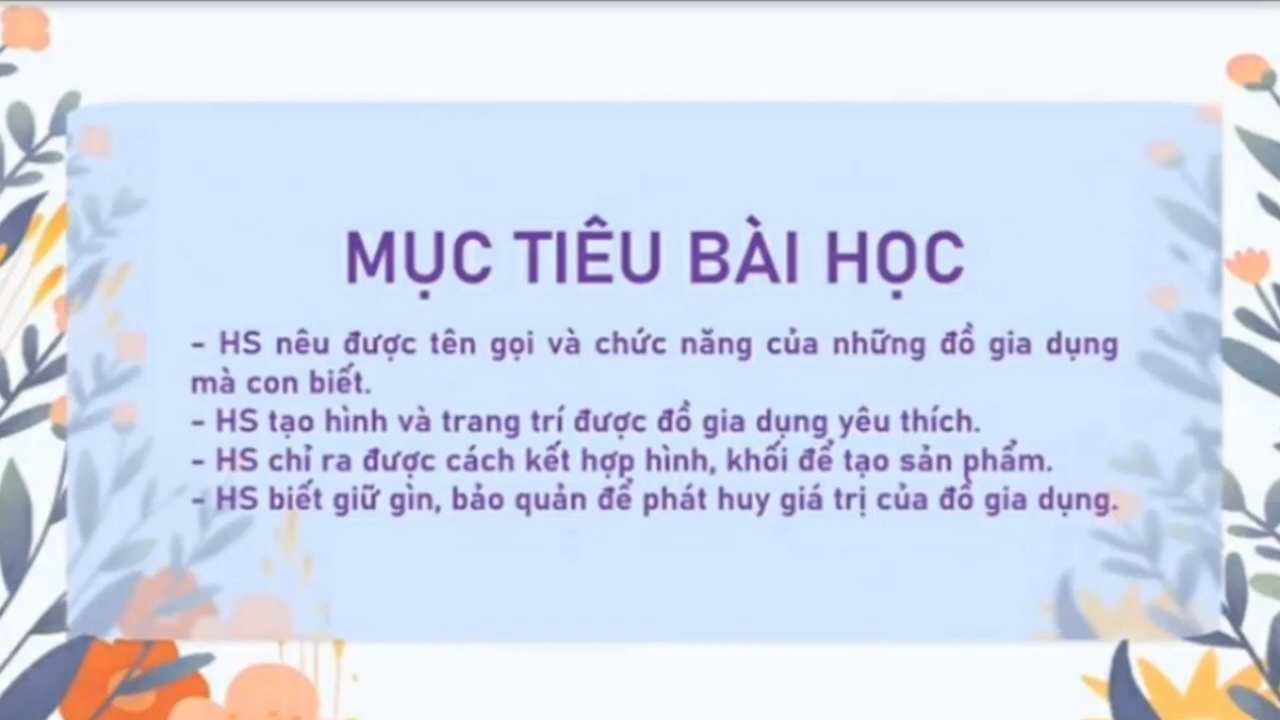 MỤC TIÊU BÀI HỌC
- HS nêu được tên gọi và chức năng của những đồ gia dụng
mà con biết.
- HS tạo hình và trang trí được đồ gia dụng yêu thích.
- HS chỉ ra được cách kết hợp hình, khối để tạo sản phẩm.
- HS biết giữ gìn, bảo quản để phát huy giá trị của đồ gia dụng.